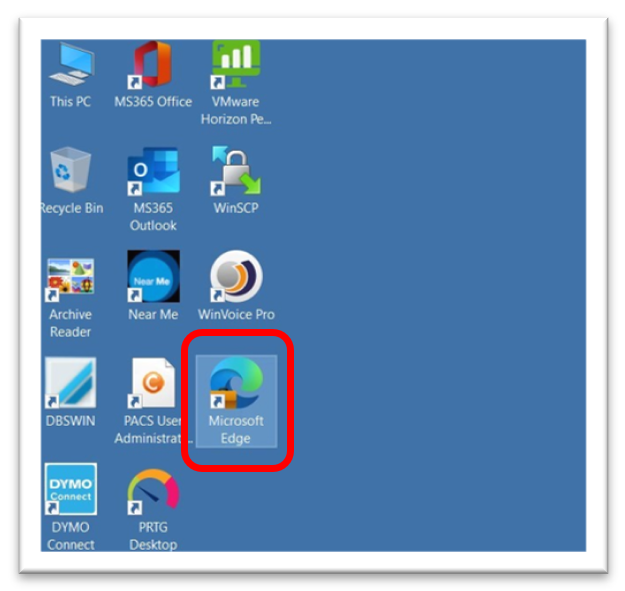 This PC
MS365 Office
VMware
Horizon Pe...
Recycle Bin
O
MS365
Outlook
WinSCP
Archive
Reader
Near Me
Near Me
WinVoice Pro
DBSWIN
C
PACS User
Administrat...
Microsoft
Edge
DYMO
Connect
DYMO
Connect
PRTG
Desktop